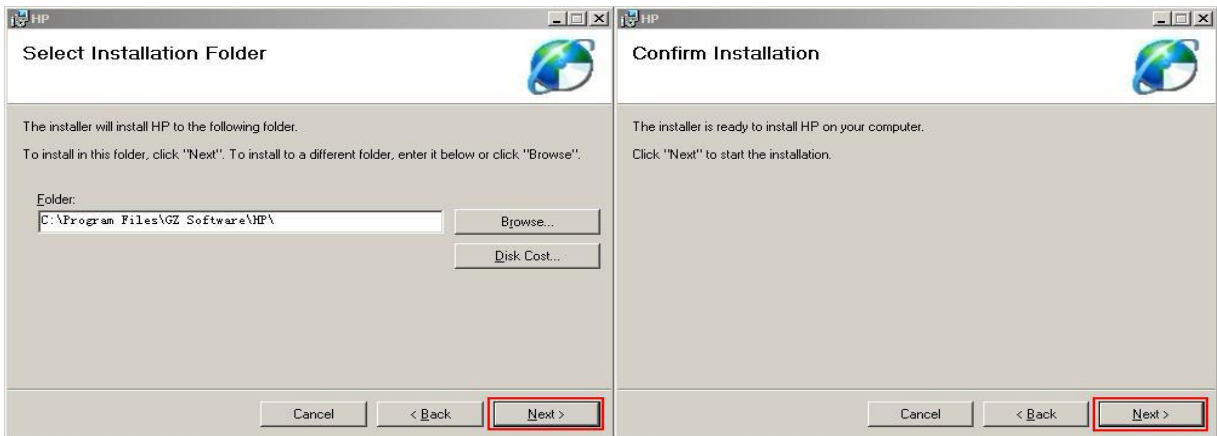 HP
Select Installation Folder
The installer will install HP to the following folder.
To install in this folder, click "Next". To install to a different folder, enter it below or click "Browse".
Folder:
C:\Program Files\GZ Software\HP\
Browse...
Disk Cost...
Cancel
< Back
Next >
HP
Confirm Installation
The installer is ready to install HP on your computer.
Click "Next" to start the installation.
Cancel
< Back
Next >